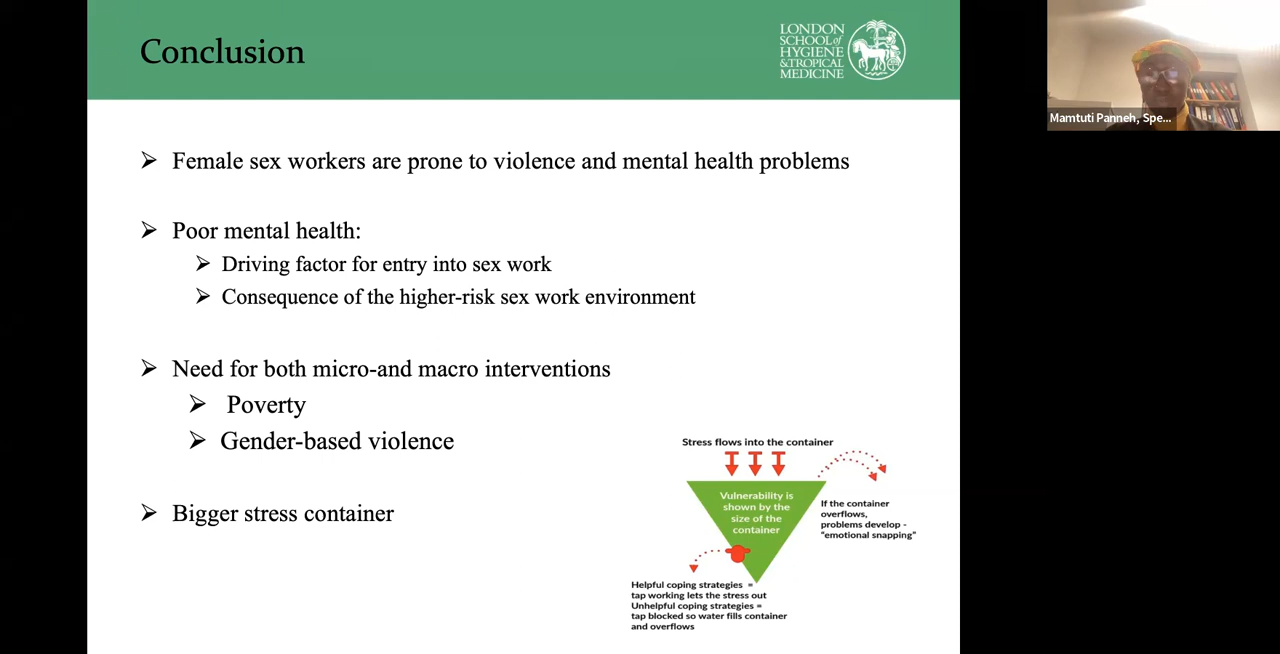 Conclusion
LONDON
SCHOOL of
HYGIENE
& TROPICAL
MEDICINE
Mamtuti Panneh, Spe...
Female sex workers are prone to violence and mental health problems
Poor mental health:
Driving factor for entry into sex work
Consequence of the higher-risk sex work environment
Need for both micro-and macro interventions
Poverty
Gender-based violence
Bigger stress container
Stress flows into the container
Vulnerability is
shown by the
size of the
container
If the container
overflows,
problems develop -
"emotional snapping"
Helpful coping strategies =
tap working lets the stress out
Unhelpful coping strategies =
tap blocked so water fills container
and overflows